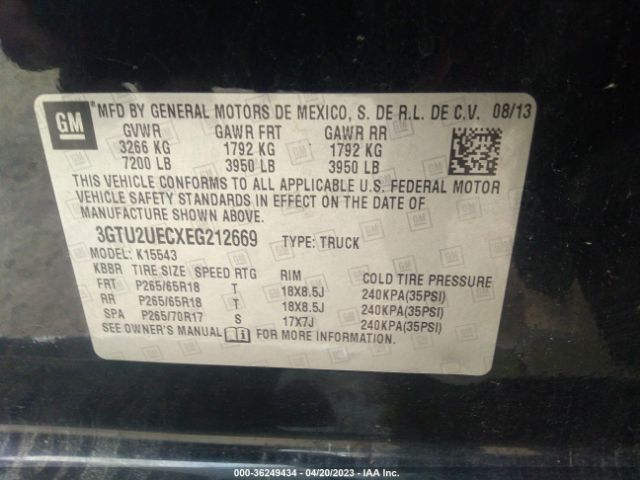 GM
MFD BY GENERAL MOTORS DE MEXICO, S. DE R.L. DE C.V. 08/13
GVWR GAWR FRT GAWR RR
3266 KG 1792 KG 1792 KG
7200 LB 3950 LB 3950 LB
THIS VEHICLE CONFORMS TO ALL APPLICABLE U.S. FEDERAL MOTOR
VEHICLE SAFETY STANDARDS IN EFFECT ON THE DATE OF
MANUFACTURE SHOWN ABOVE.
3GTU2UECXEG212669 TYPE: TRUCK
MODEL: K15543
KBBR TIRE SIZE SPEED RTG RIM COLD TIRE PRESSURE
FRT P265/65R18 T 18X8.5J 240KPA(35PSI)
RR P265/65R18 T 18X8.5J 240KPA(35PSI)
SPA P265/70R17 S 17X7J 240KPA(35PSI)
SEE OWNER'S MANUAL FOR MORE INFORMATION.
000-36249434 - 04/20/2023 - IAA Inc.